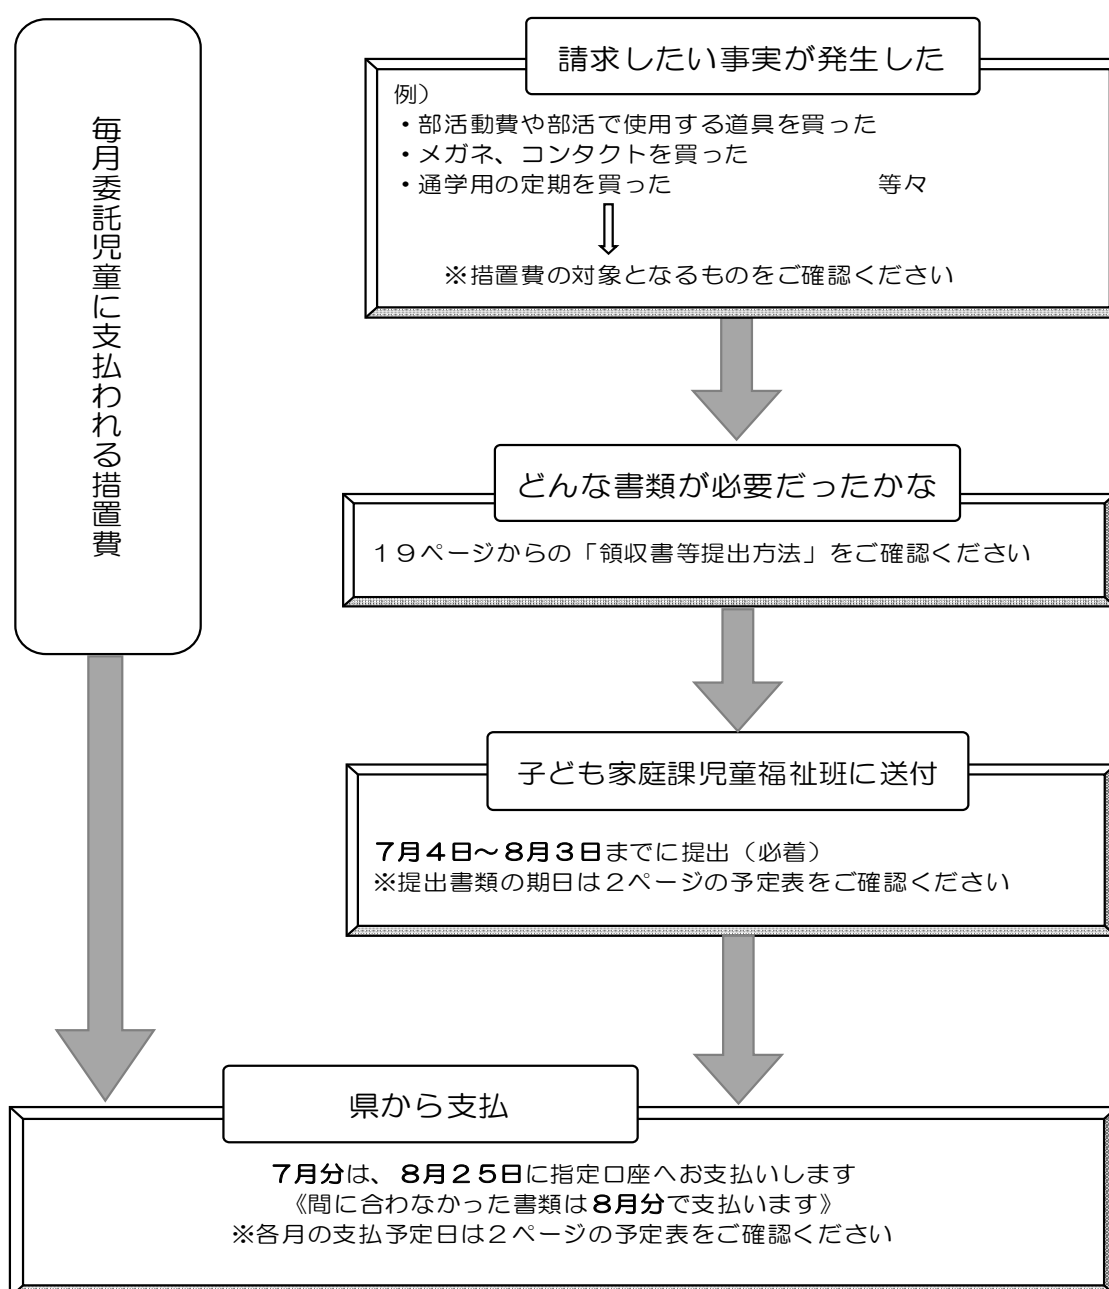 毎月委託児童に支払われる措置費
請求したい事実が発生した
例）
・部活動費や部活で使用する道具を買った
・メガネ、コンタクトを買った
・通学用の定期を買った　　　　　　　　　等々
※措置費の対象となるものをご確認ください
どんな書類が必要だったかな
１９ページからの「領収書等提出方法」をご確認ください
子ども家庭課児童福祉班に送付
７月４日～８月３日までに提出（必着）
※提出書類の期日は２ページの予定表をご確認ください
県から支払
７月分は、８月２５日に指定口座へお支払いします
《間に合わなかった書類は８月分で支払います》
※各月の支払予定日は２ページの予定表をご確認ください